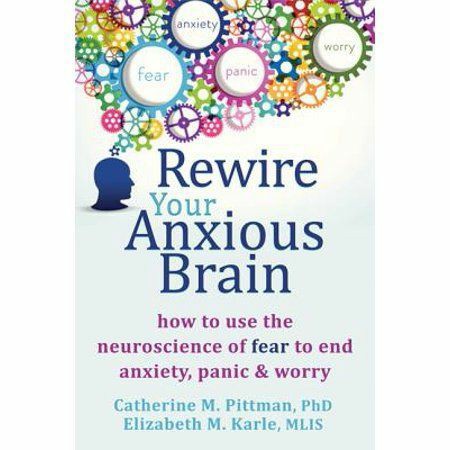 anxiety
worry
fear
panic
Rewire
Your
Anxious
Brain
how to use the
neuroscience of fear to end
anxiety, panic & worry
Catherine M. Pittman, PhD
Elizabeth M. Karle, MLIS